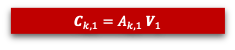 C_{k,1} = A_{k,1} V_1